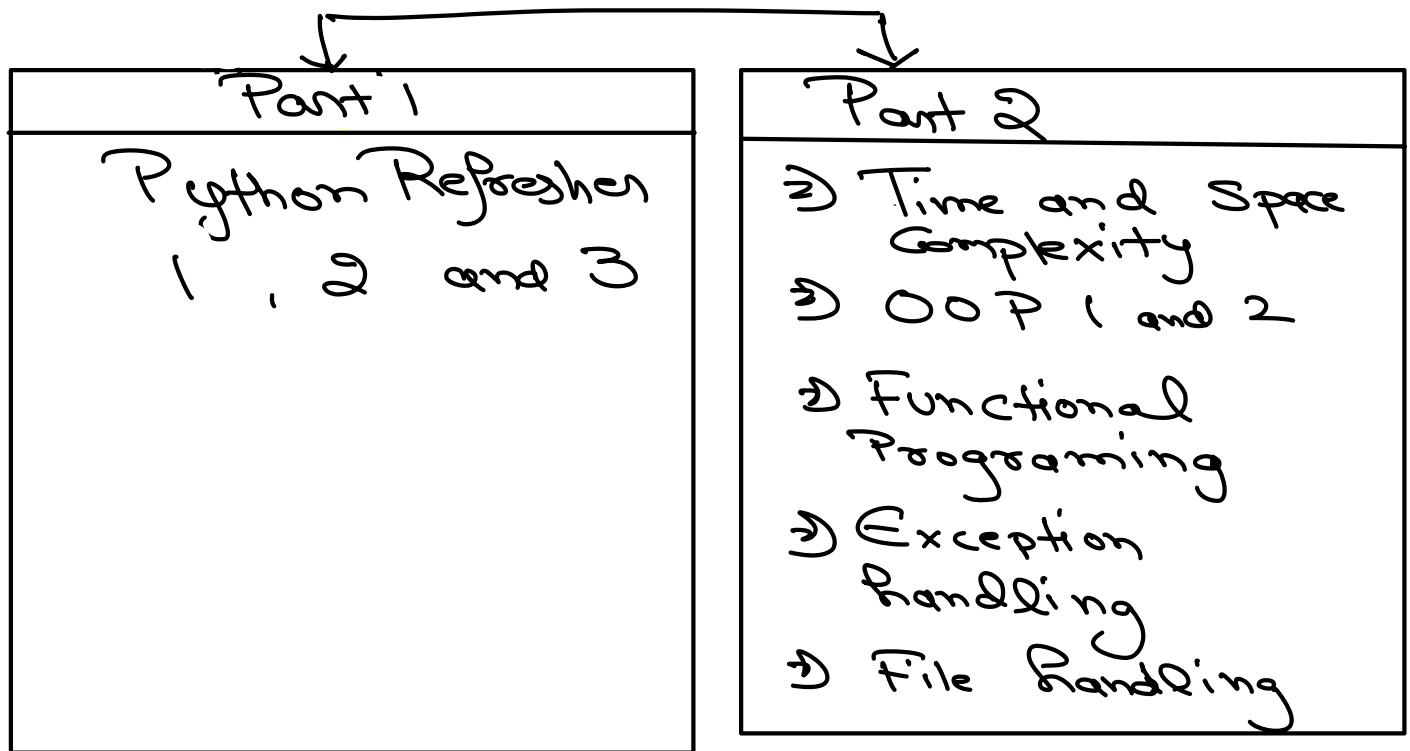 Part 1
Python Refresher
1, 2 and 3
Part 2
⇒ Time and Space
Complexity
⇒ OOP 1 and 2
⇒ Functional
Programing
⇒ Exception
handling
⇒ File handling